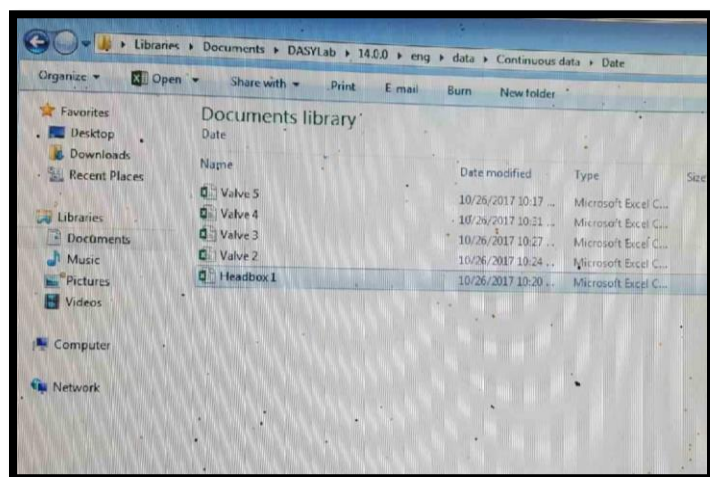 Libraries ▸ Documents ▸ DASYLab ▸ 14.0.0 ▸ eng ▸ data ▸ Continuous data ▸ Date
Organize Open Share with Print E-mail Burn New folder
Favorites
Desktop
Downloads
Recent Places
Libraries
Documents
Music
Pictures
Videos
Computer
Network
Documents library
Date
Name Date modified Type Size
Valve 5 10/26/2017 10:17 ... Microsoft Excel C...
Valve 4 10/26/2017 10:31 ... Microsoft Excel C...
Valve 3 10/26/2017 10:27 ... Microsoft Excel C...
Valve 2 10/26/2017 10:24 ... Microsoft Excel C...
Headbox 1 10/26/2017 10:20 ... Microsoft Excel C...